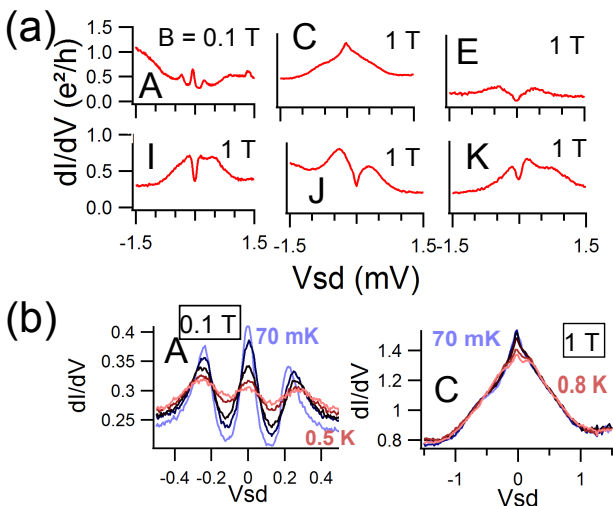 (a)
B = 0.1 T
C
1 T
E
1 T
dI/dV (e²/h)
1.5
1.0
0.5
0.0
A
I
1 T
J
1 T
K
1 T
1.0
0.5
0.0
-1.5
1.5
-1.5
1.5
-1.5
1.5
Vsd (mV)
(b)
A
0.1 T
70 mK
0.5 K
dI/dV
0.4
0.35
0.3
0.25
-0.4
-0.2
0
0.2
0.4
Vsd
70 mK
1 T
0.8 K
C
dI/dV
1.4
1.2
1
0.8
-1
0
1
Vsd